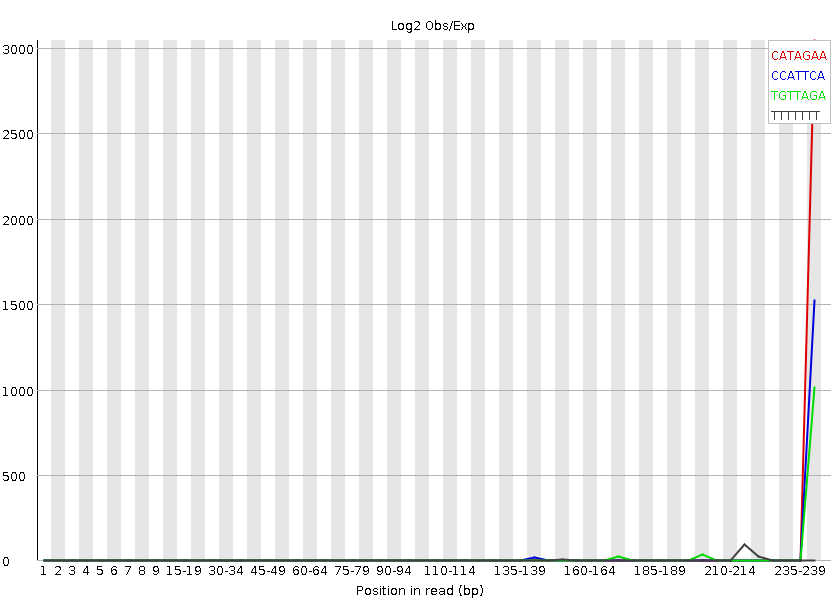 Log2 Obs/Exp
3000
2500
2000
1500
1000
500
0
CATAGAA
CCATTCA
TGTTAGA
TTTTTTT
1 2 3 4 5 6 7 8 9 15-19 30-34 45-49 60-64 75-79 90-94 110-114 135-139 160-164 185-189 210-214 235-239
Position in read (bp)